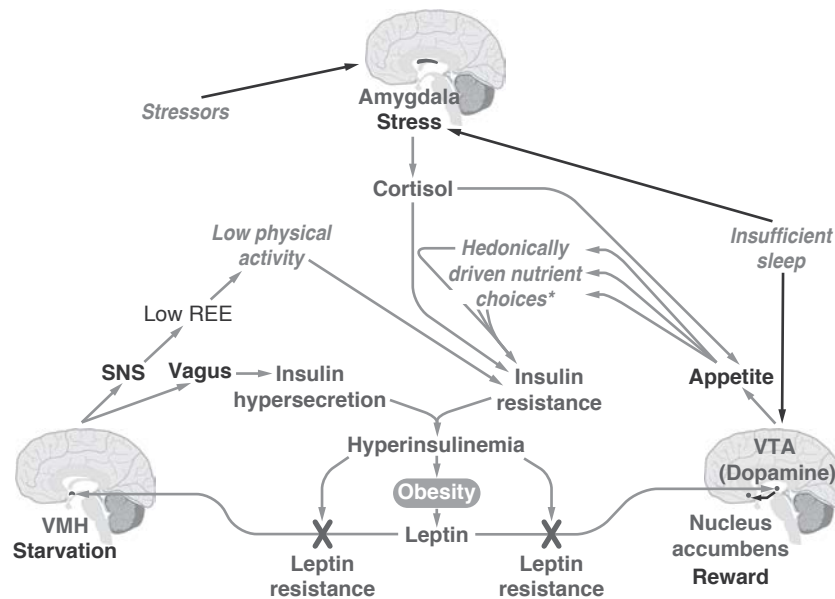 Amygdala
Stress
Stressors
Cortisol
Low physical
activity
Hedonically
driven nutrient
choices*
Insufficient
sleep
Low REE
SNS
Vagus
Insulin
hypersecretion
Insulin
resistance
Appetite
Hyperinsulinemia
VTA
(Dopamine)
Obesity
VMH
Starvation
Leptin
Nucleus
accumbens
Reward
Leptin
resistance
Leptin
resistance